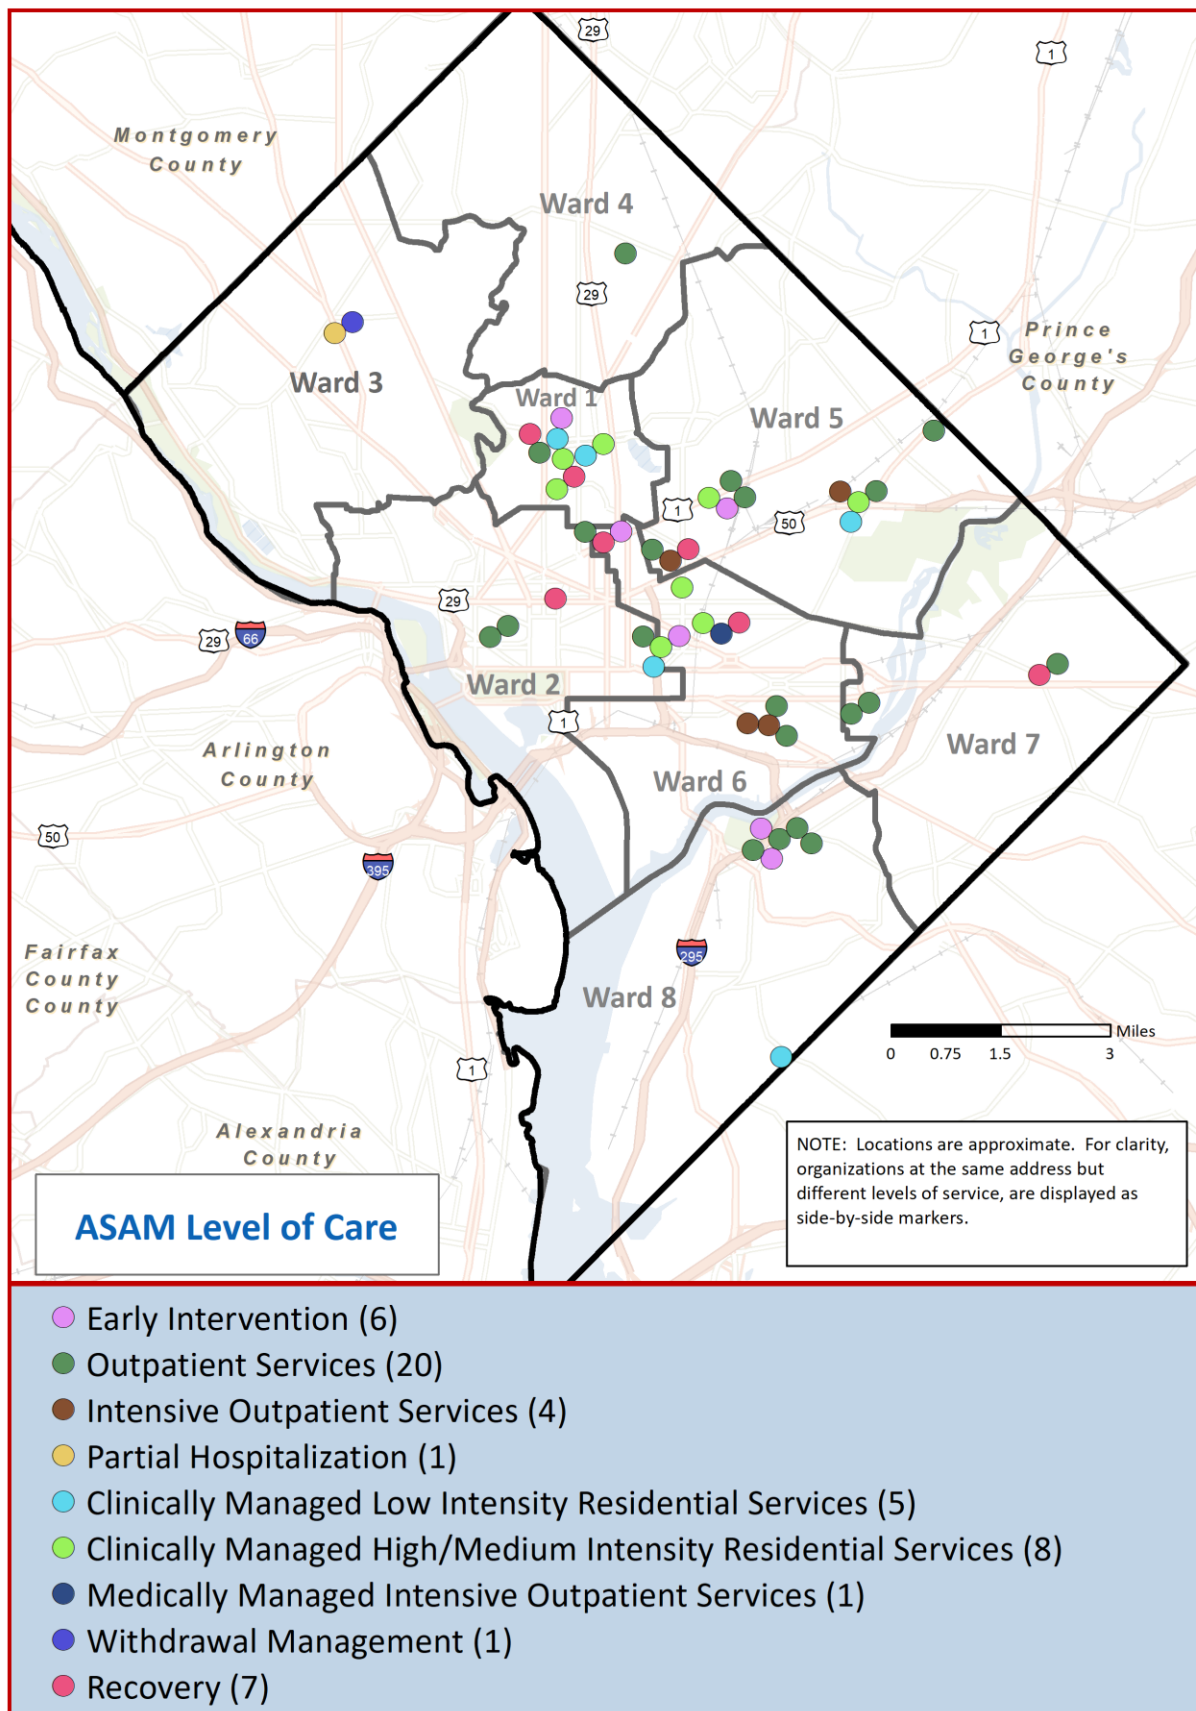 29
1
Montgomery
County
Ward 4
29
1
Prince
George's
County
Ward 3
Ward 1
Ward 5
1
50
29
29
66
Ward 2
1
Arlington
County
Ward 7
Ward 6
50
395
Fairfax
County
County
295
Ward 8
Miles
0 0.75 1.5 3
1
Alexandria
County
NOTE: Locations are approximate. For clarity,
organizations at the same address but
different levels of service, are displayed as
side-by-side markers.
ASAM Level of Care
Early Intervention (6)
Outpatient Services (20)
Intensive Outpatient Services (4)
Partial Hospitalization (1)
Clinically Managed Low Intensity Residential Services (5)
Clinically Managed High/Medium Intensity Residential Services (8)
Medically Managed Intensive Outpatient Services (1)
Withdrawal Management (1)
Recovery (7)